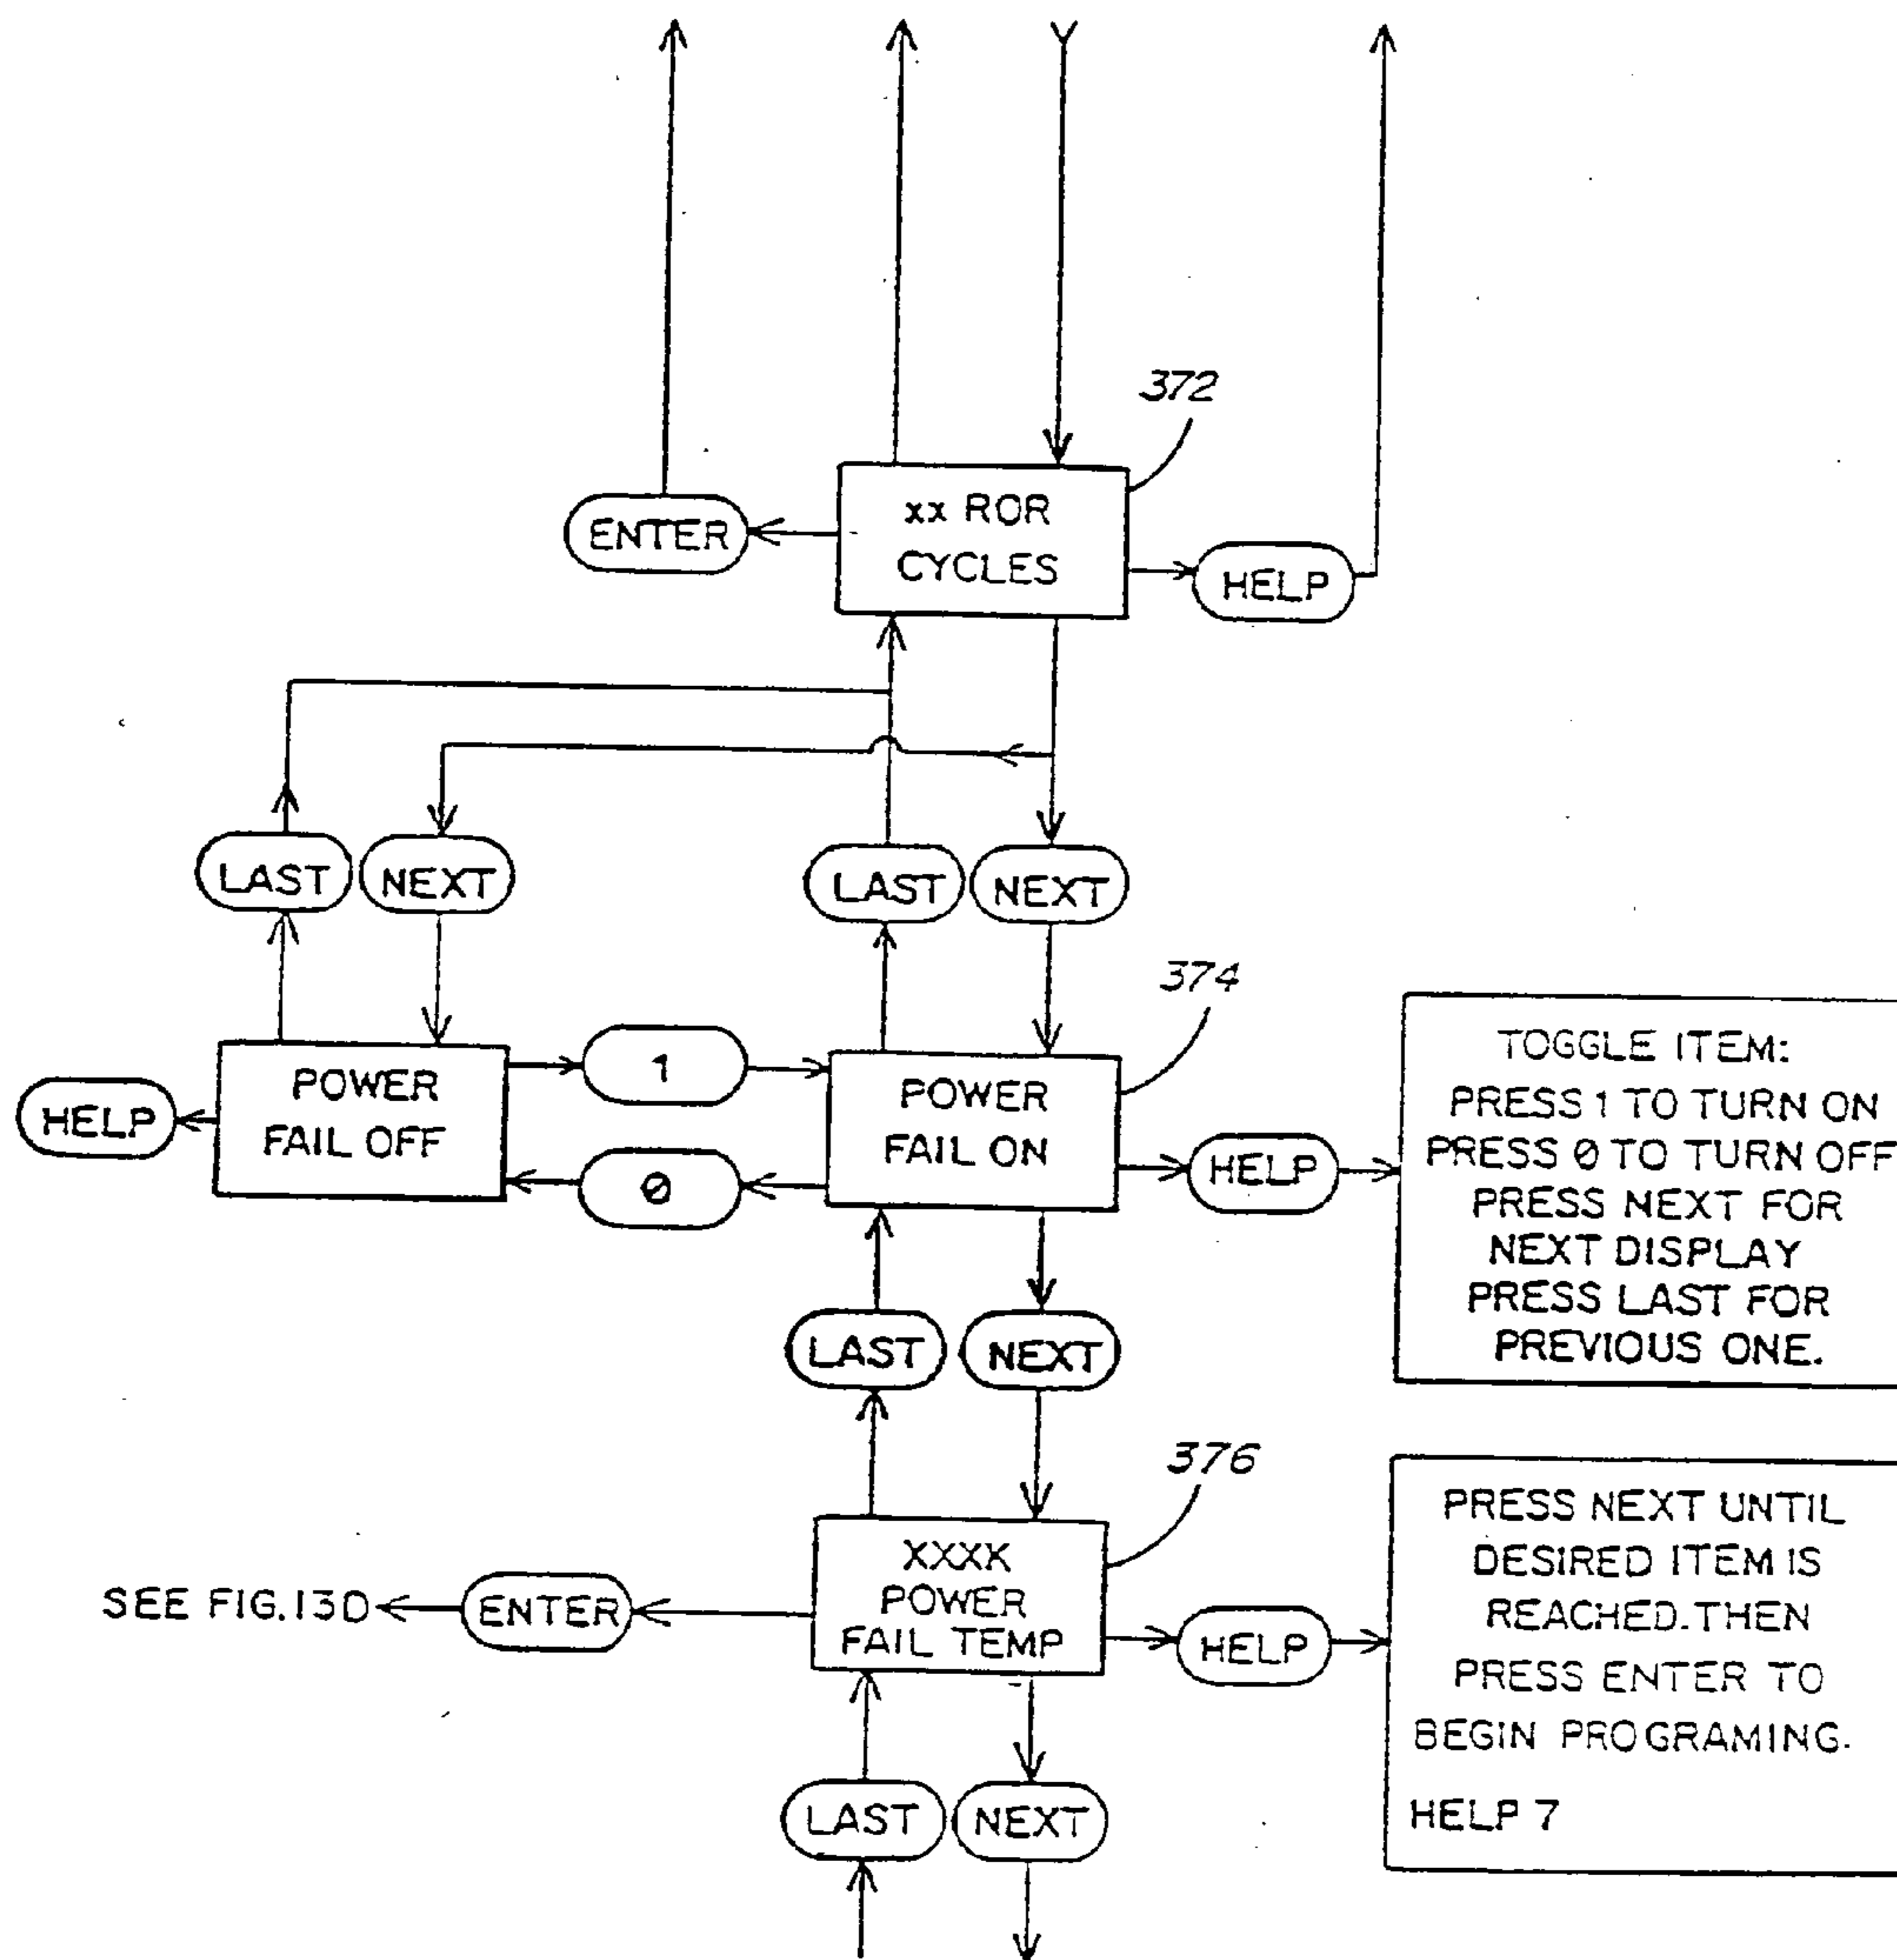 372
xx ROR
CYCLES
ENTER
HELP
LAST
NEXT
LAST
NEXT
374
POWER
FAIL OFF
HELP
1
0
POWER
FAIL ON
HELP
TOGGLE ITEM:
PRESS 1 TO TURN ON
PRESS 0 TO TURN OFF
PRESS NEXT FOR
NEXT DISPLAY
PRESS LAST FOR
PREVIOUS ONE.
LAST
NEXT
376
XXXK
POWER
FAIL TEMP
SEE FIG.13D
ENTER
HELP
PRESS NEXT UNTIL
DESIRED ITEM IS
REACHED.THEN
PRESS ENTER TO
BEGIN PROGRAMING.
HELP 7
LAST
NEXT